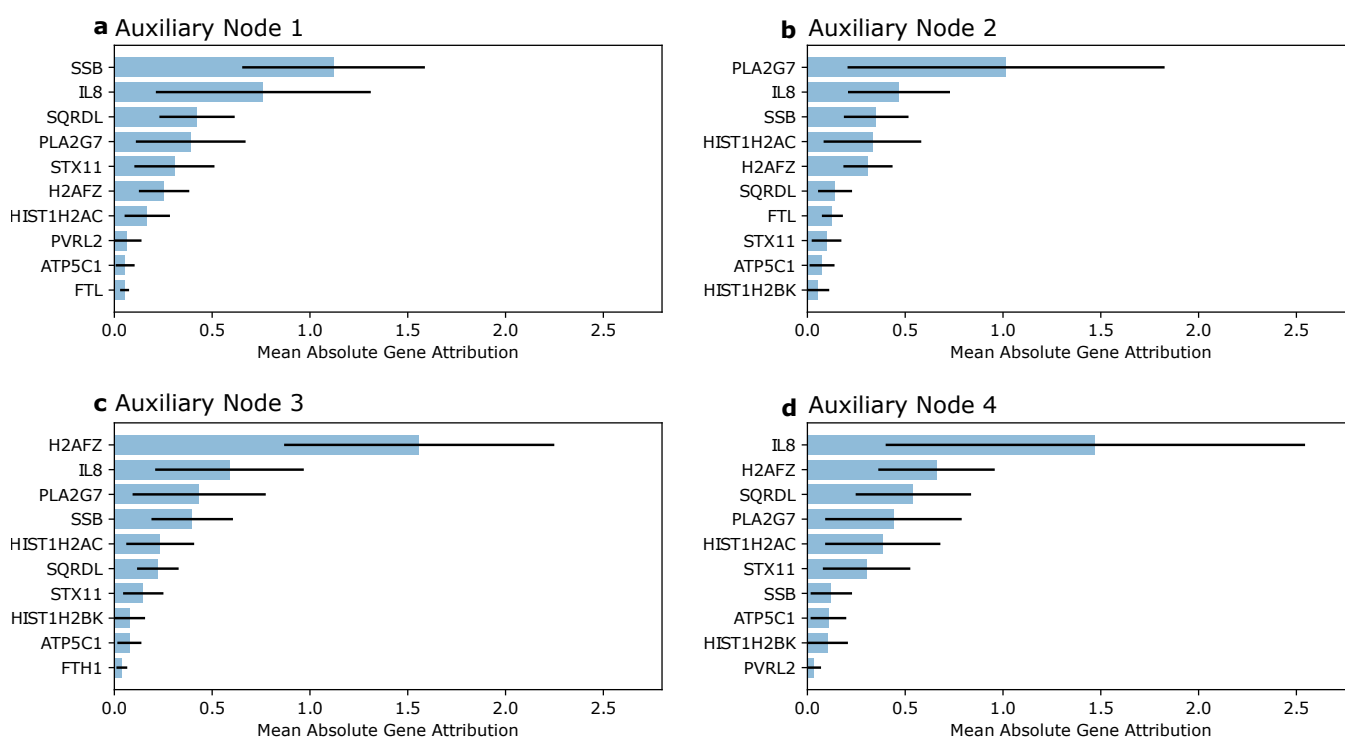 a Auxiliary Node 1
SSB
IL8
SQRDL
PLA2G7
STX11
H2AFZ
HIST1H2AC
PVRL2
ATP5C1
FTL
0.0 0.5 1.0 1.5 2.0 2.5
Mean Absolute Gene Attribution
b Auxiliary Node 2
PLA2G7
IL8
SSB
HIST1H2AC
H2AFZ
SQRDL
FTL
STX11
ATP5C1
HIST1H2BK
0.0 0.5 1.0 1.5 2.0 2.5
Mean Absolute Gene Attribution
c Auxiliary Node 3
H2AFZ
IL8
PLA2G7
SSB
HIST1H2AC
SQRDL
STX11
HIST1H2BK
ATP5C1
FTH1
0.0 0.5 1.0 1.5 2.0 2.5
Mean Absolute Gene Attribution
d Auxiliary Node 4
IL8
H2AFZ
SQRDL
PLA2G7
HIST1H2AC
STX11
SSB
ATP5C1
HIST1H2BK
PVRL2
0.0 0.5 1.0 1.5 2.0 2.5
Mean Absolute Gene Attribution